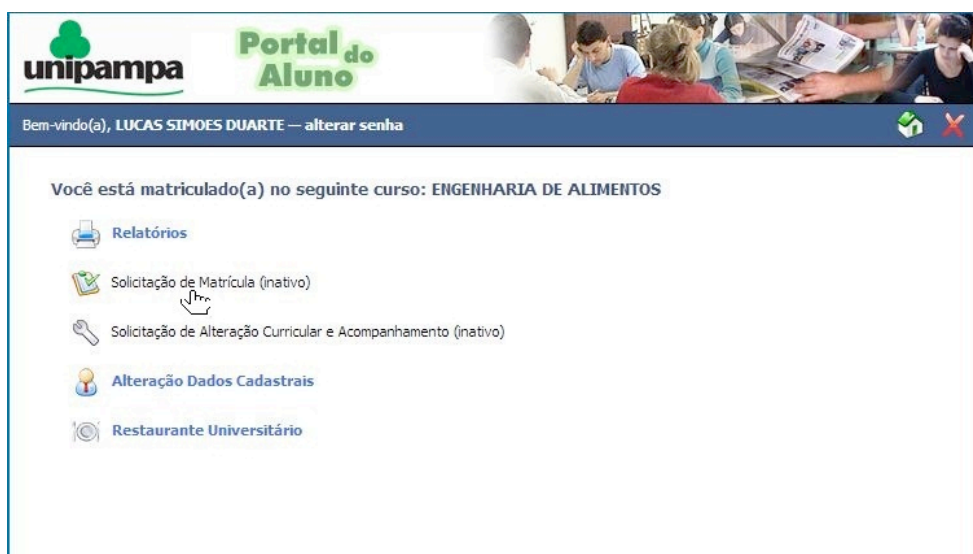 unipampa
Portal do
Aluno
Bem-vindo(a), LUCAS SIMOES DUARTE — alterar senha
Você está matriculado(a) no seguinte curso: ENGENHARIA DE ALIMENTOS
Relatórios
Solicitação de Matrícula (inativo)
Solicitação de Alteração Curricular e Acompanhamento (inativo)
Alteração Dados Cadastrais
Restaurante Universitário